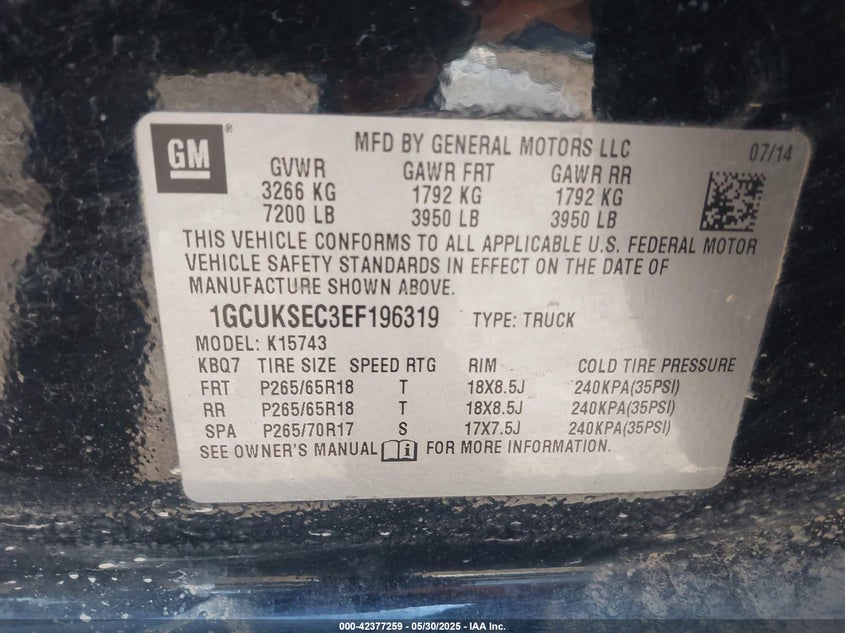 GM ®
MFD BY GENERAL MOTORS LLC 07/14
GVWR GAWR FRT GAWR RR
3266 KG 1792 KG 1792 KG
7200 LB 3950 LB 3950 LB
THIS VEHICLE CONFORMS TO ALL APPLICABLE U.S. FEDERAL MOTOR
VEHICLE SAFETY STANDARDS IN EFFECT ON THE DATE OF
MANUFACTURE SHOWN ABOVE.
1GCUKSEC3EF196319 TYPE: TRUCK
MODEL: K15743
KBQ7 TIRE SIZE SPEED RTG RIM COLD TIRE PRESSURE
FRT P265/65R18 T 18X8.5J 240KPA(35PSI)
RR P265/65R18 T 18X8.5J 240KPA(35PSI)
SPA P265/70R17 S 17X7.5J 240KPA(35PSI)
SEE OWNER'S MANUAL i FOR MORE INFORMATION.
000-42377259 - 05/30/2025 - IAA Inc.